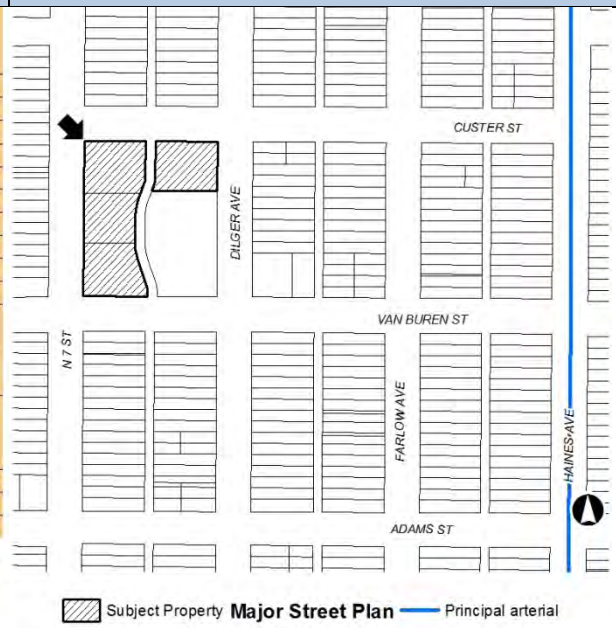 CUSTER ST
DILGER AVE
VAN BUREN ST
N 7 ST
FARLOW AVE
HAINES AVE
ADAMS ST
Subject Property Major Street Plan Principal arterial